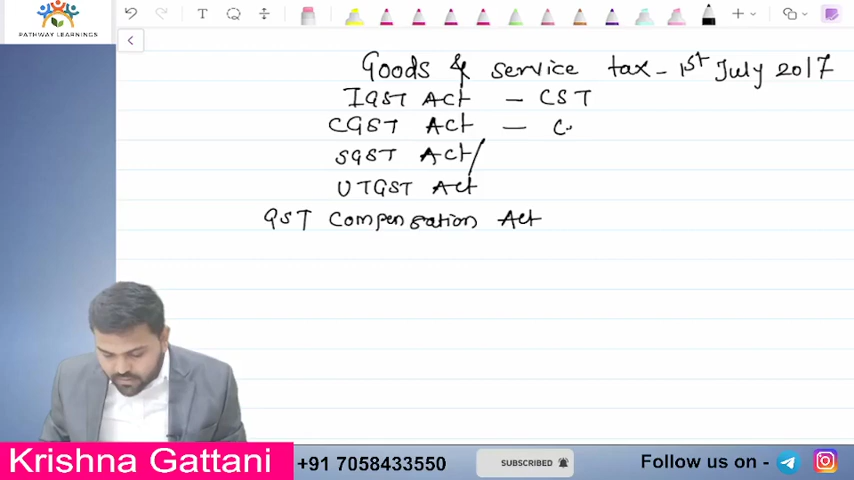 PATHWAY LEARNINGS
T
Goods & service tax - 1st July 2017
IGST Act - CST
CGST Act - C
SGST Act/
UTGST Act
GST Compensation Act
Krishna Gattani
+91 7058433550
SUBSCRIBED
Follow us on -